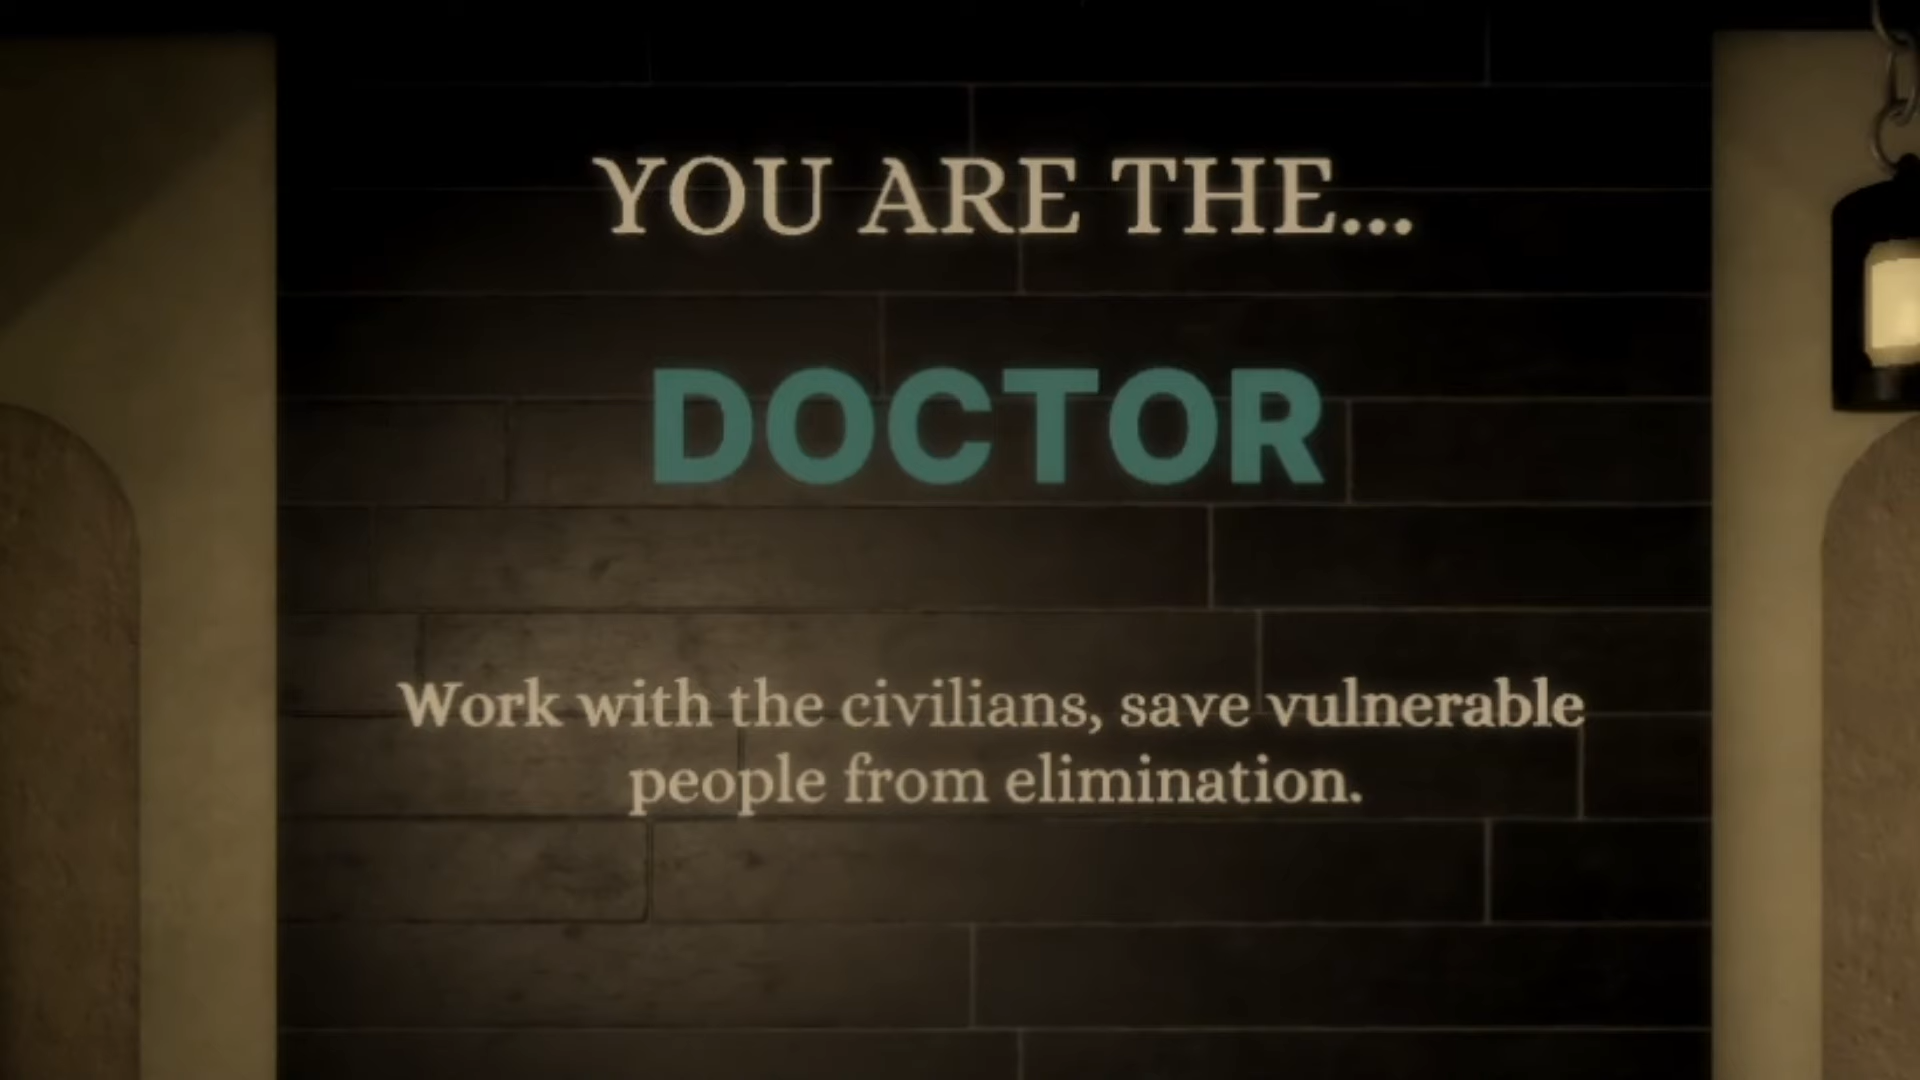 YOU ARE THE...
DOCTOR
Work with the civilians, save vulnerable
people from elimination.